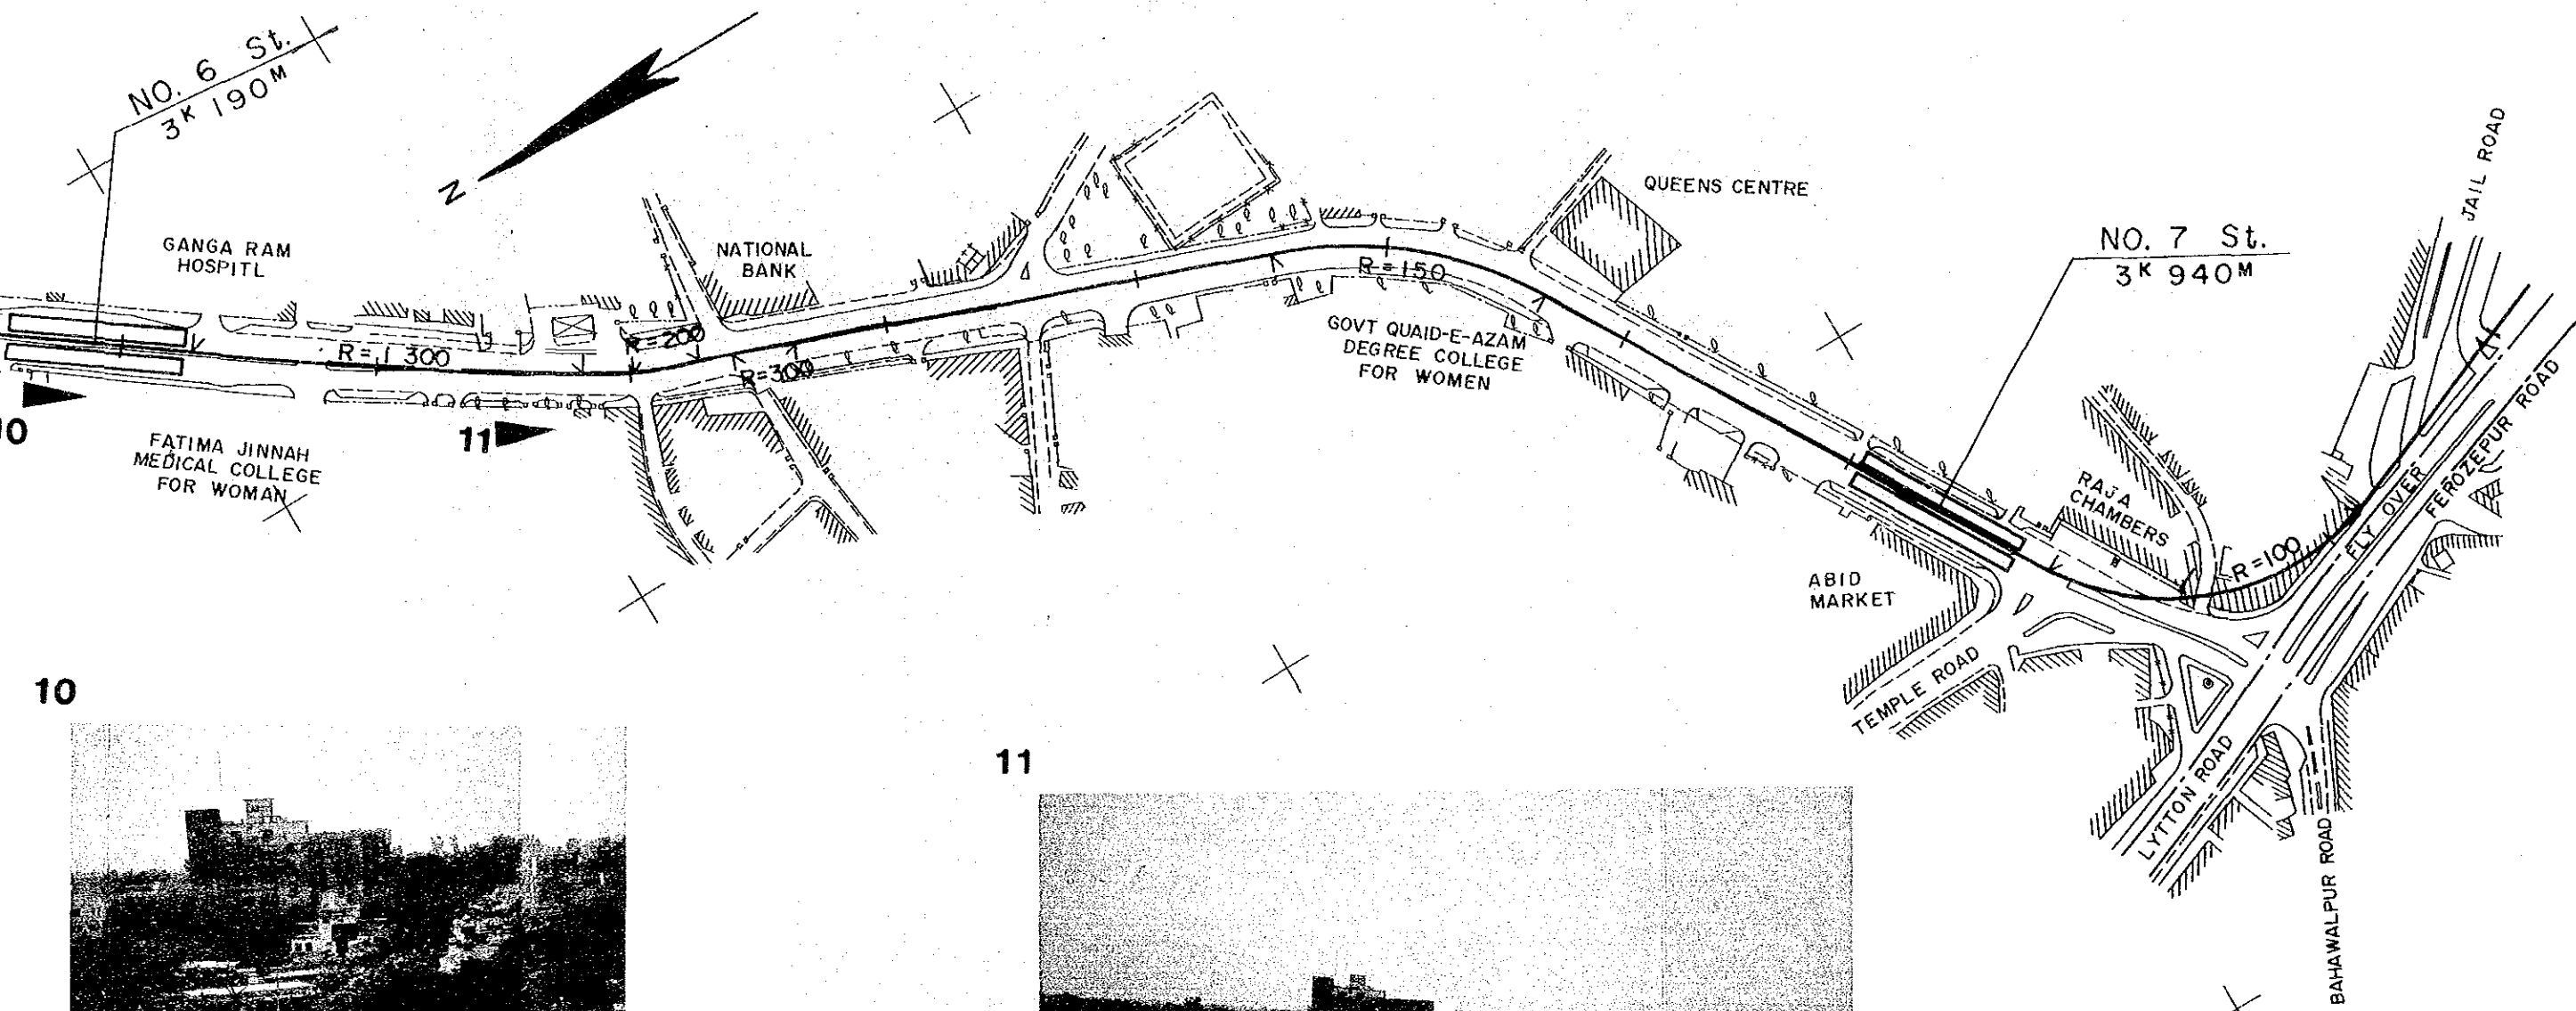 NO. 6 St.
3K 190M
N
GANGA RAM
HOSPITL
NATIONAL
BANK
QUEENS CENTRE
JAIL ROAD
NO. 7 St.
3K 940M
R=1 300
R=200
R=300
R=150
GOVT QUAID-E-AZAM
DEGREE COLLEGE
FOR WOMEN
10
11
FATIMA JINNAH
MEDICAL COLLEGE
FOR WOMAN
RAJA
CHAMBERS
R=100
FLY OVER
FEROZEPUR ROAD
ABID
MARKET
TEMPLE ROAD
LYTTON ROAD
BAHAWALPUR ROAD
10
11